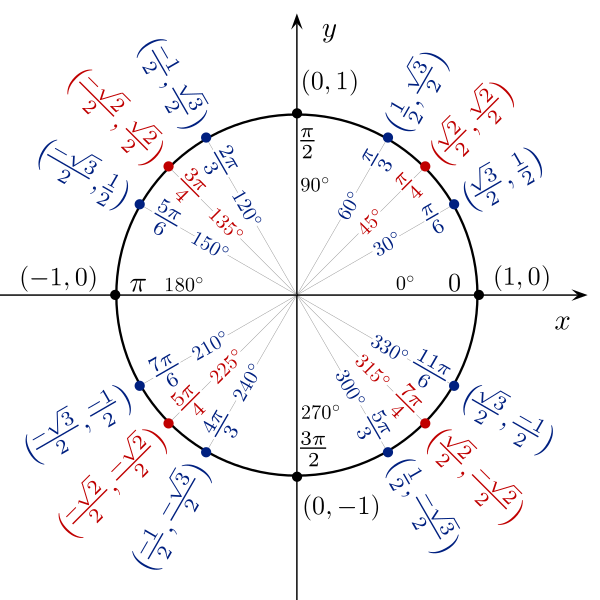 y
(0, 1)
(-1/2, √3/2)
(1/2, √3/2)
(-√2/2, √2/2)
(√2/2, √2/2)
(-√3/2, 1/2)
(√3/2, 1/2)
π/2
2π/3
π/3
3π/4
π/4
5π/6
π/6
90°
120°
60°
135°
45°
150°
30°
(-1, 0)
π
180°
0°
0
(1, 0)
x
210°
330°
7π/6
11π/6
225°
315°
5π/4
7π/4
240°
300°
4π/3
5π/3
270°
3π/2
(-√3/2, -1/2)
(√3/2, -1/2)
(-√2/2, -√2/2)
(√2/2, -√2/2)
(-1/2, -√3/2)
(1/2, -√3/2)
(0, -1)